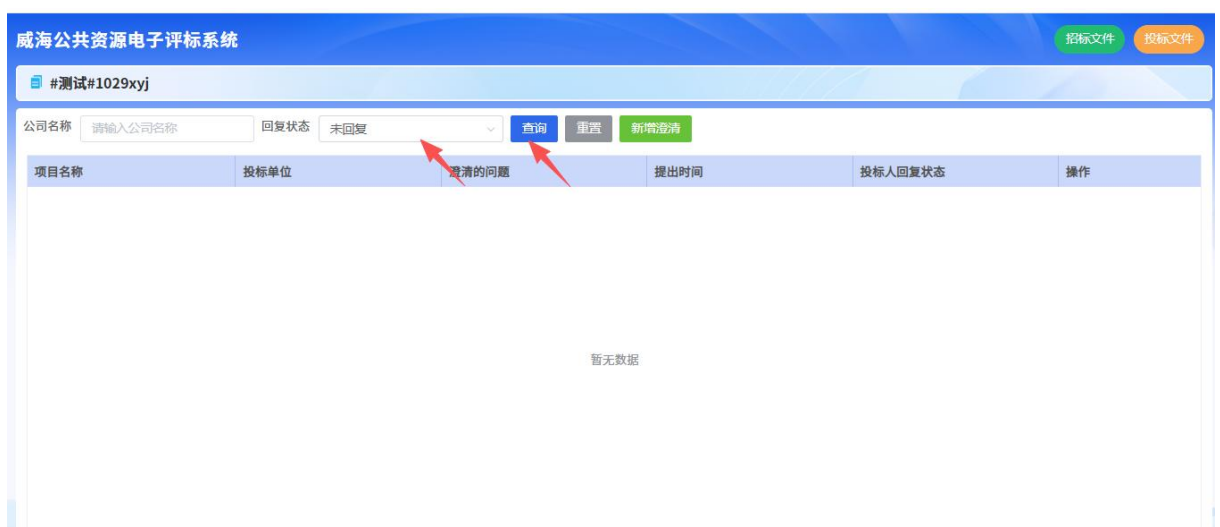 威海公共资源电子评标系统 招标文件 投标文件
#测试#1029xyj
公司名称 请输入公司名称 回复状态 未回复 查询 重置 新增澄清
项目名称 投标单位 澄清的问题 提出时间 投标人回复状态 操作
暂无数据